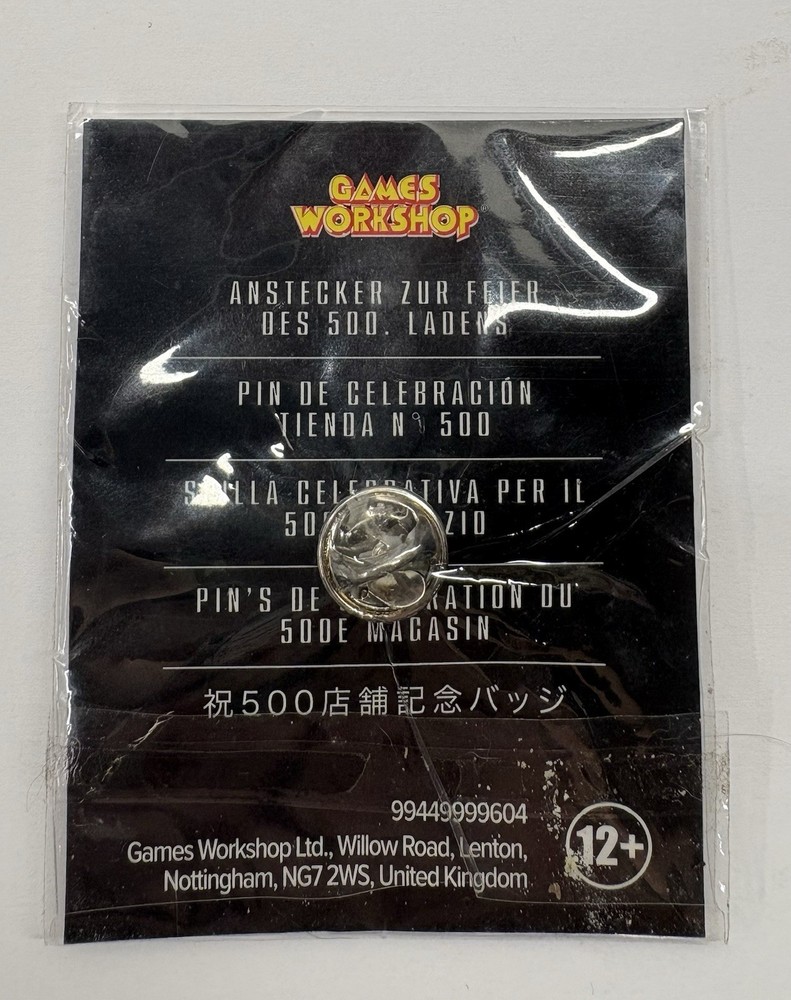 GAMES
WORKSHOP
ANSTECKER ZUR FEIER
DES 500. LADENS
PIN DE CELEBRACIÓN
TIENDA Nº 500
PER IL
PIN'S DE DU
500E MAGASIN
祝500店舗記念バッジ
99449999604
12+
Games Workshop Ltd., Willow Road, Lenton,
Nottingham, NG7 2WS, United Kingdom